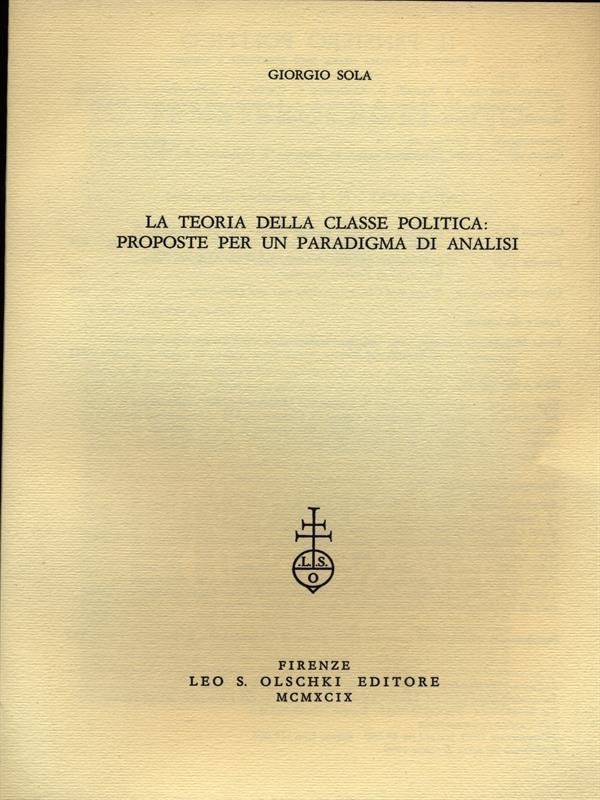 GIORGIO SOLA
LA TEORIA DELLA CLASSE POLITICA:
PROPOSTE PER UN PARADIGMA DI ANALISI
.L. S.
O
FIRENZE
LEO S. OLSCHKI EDITORE
MCMXCIX